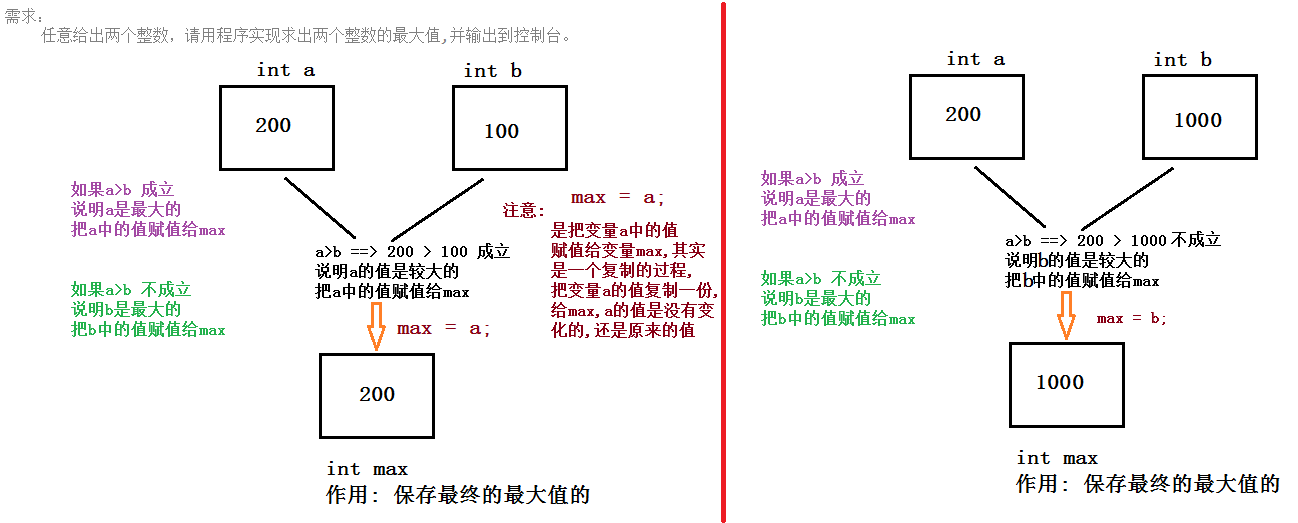 需求:
任意给出两个整数，请用程序实现求出两个整数的最大值,并输出到控制台。
int a
int b
200
100
如果a>b 成立
说明a是最大的
把a中的值赋值给max
如果a>b 不成立
说明b是最大的
把b中的值赋值给max
a>b ==> 200 > 100 成立
说明a的值是较大的
把a中的值赋值给max
max = a;
注意:
max = a;
是把变量a中的值
赋值给变量max,其实
是一个复制的过程,
把变量a的值复制一份,
给max,a的值是没有变
化的,还是原来的值
200
int max
作用: 保存最终的最大值的
int a
int b
200
1000
如果a>b 成立
说明a是最大的
把a中的值赋值给max
如果a>b 不成立
说明b是最大的
把b中的值赋值给max
a>b ==> 200 > 1000不成立
说明b的值是较大的
把b中的值赋值给max
max = b;
1000
int max
作用: 保存最终的最大值的